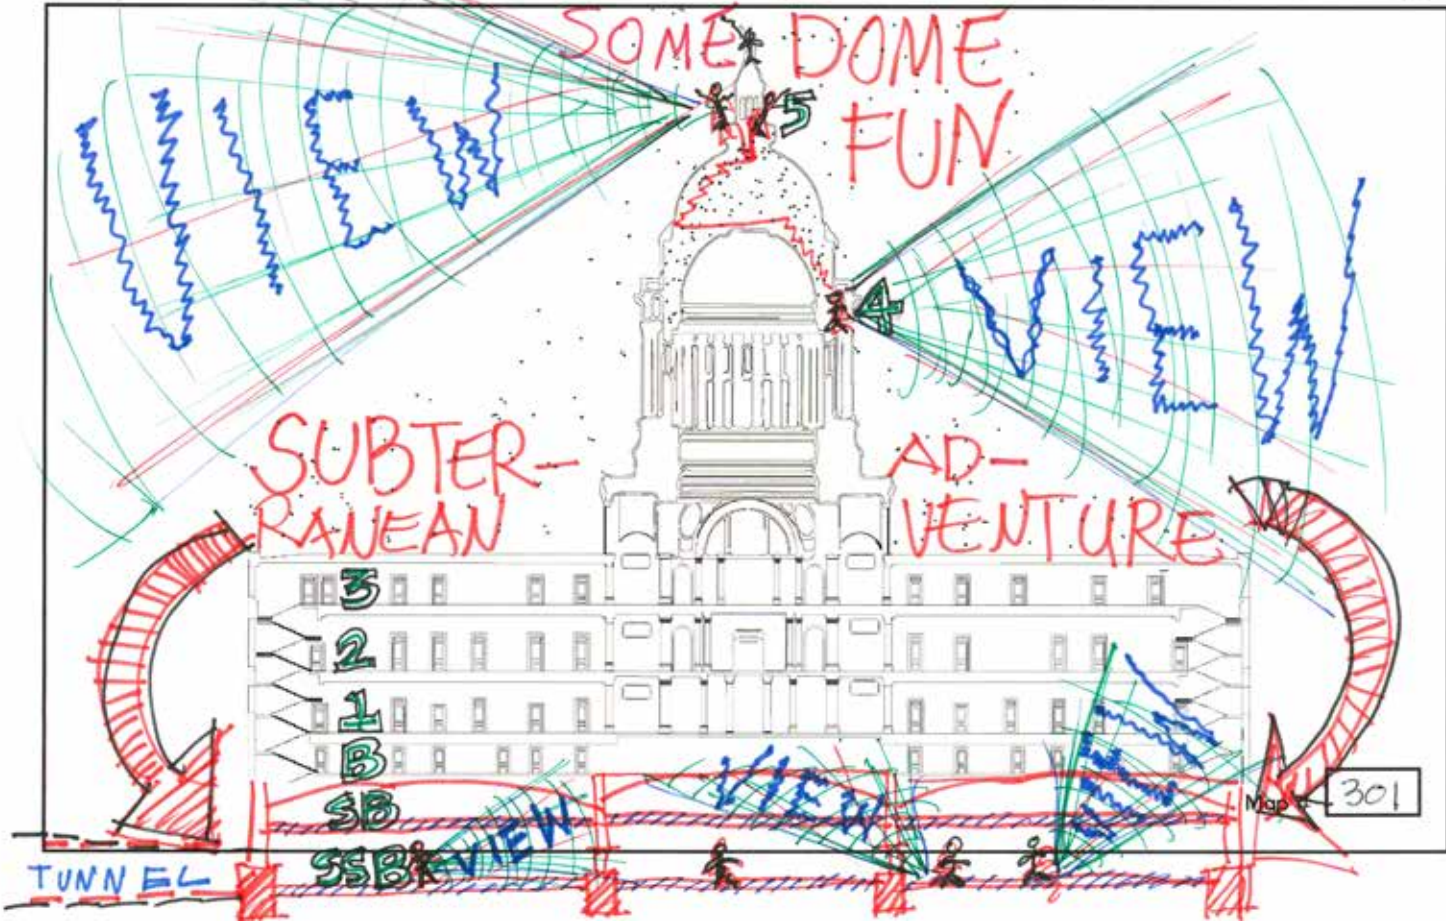 SOME DOME
FUN
5
VIEW
4
VIEW
SUBTER-
RANEAN
AD-
VENTURE
3
2
1
B
SB
SSB
VIEW
VIEW
VIEW
Map # 301
TUNNEL